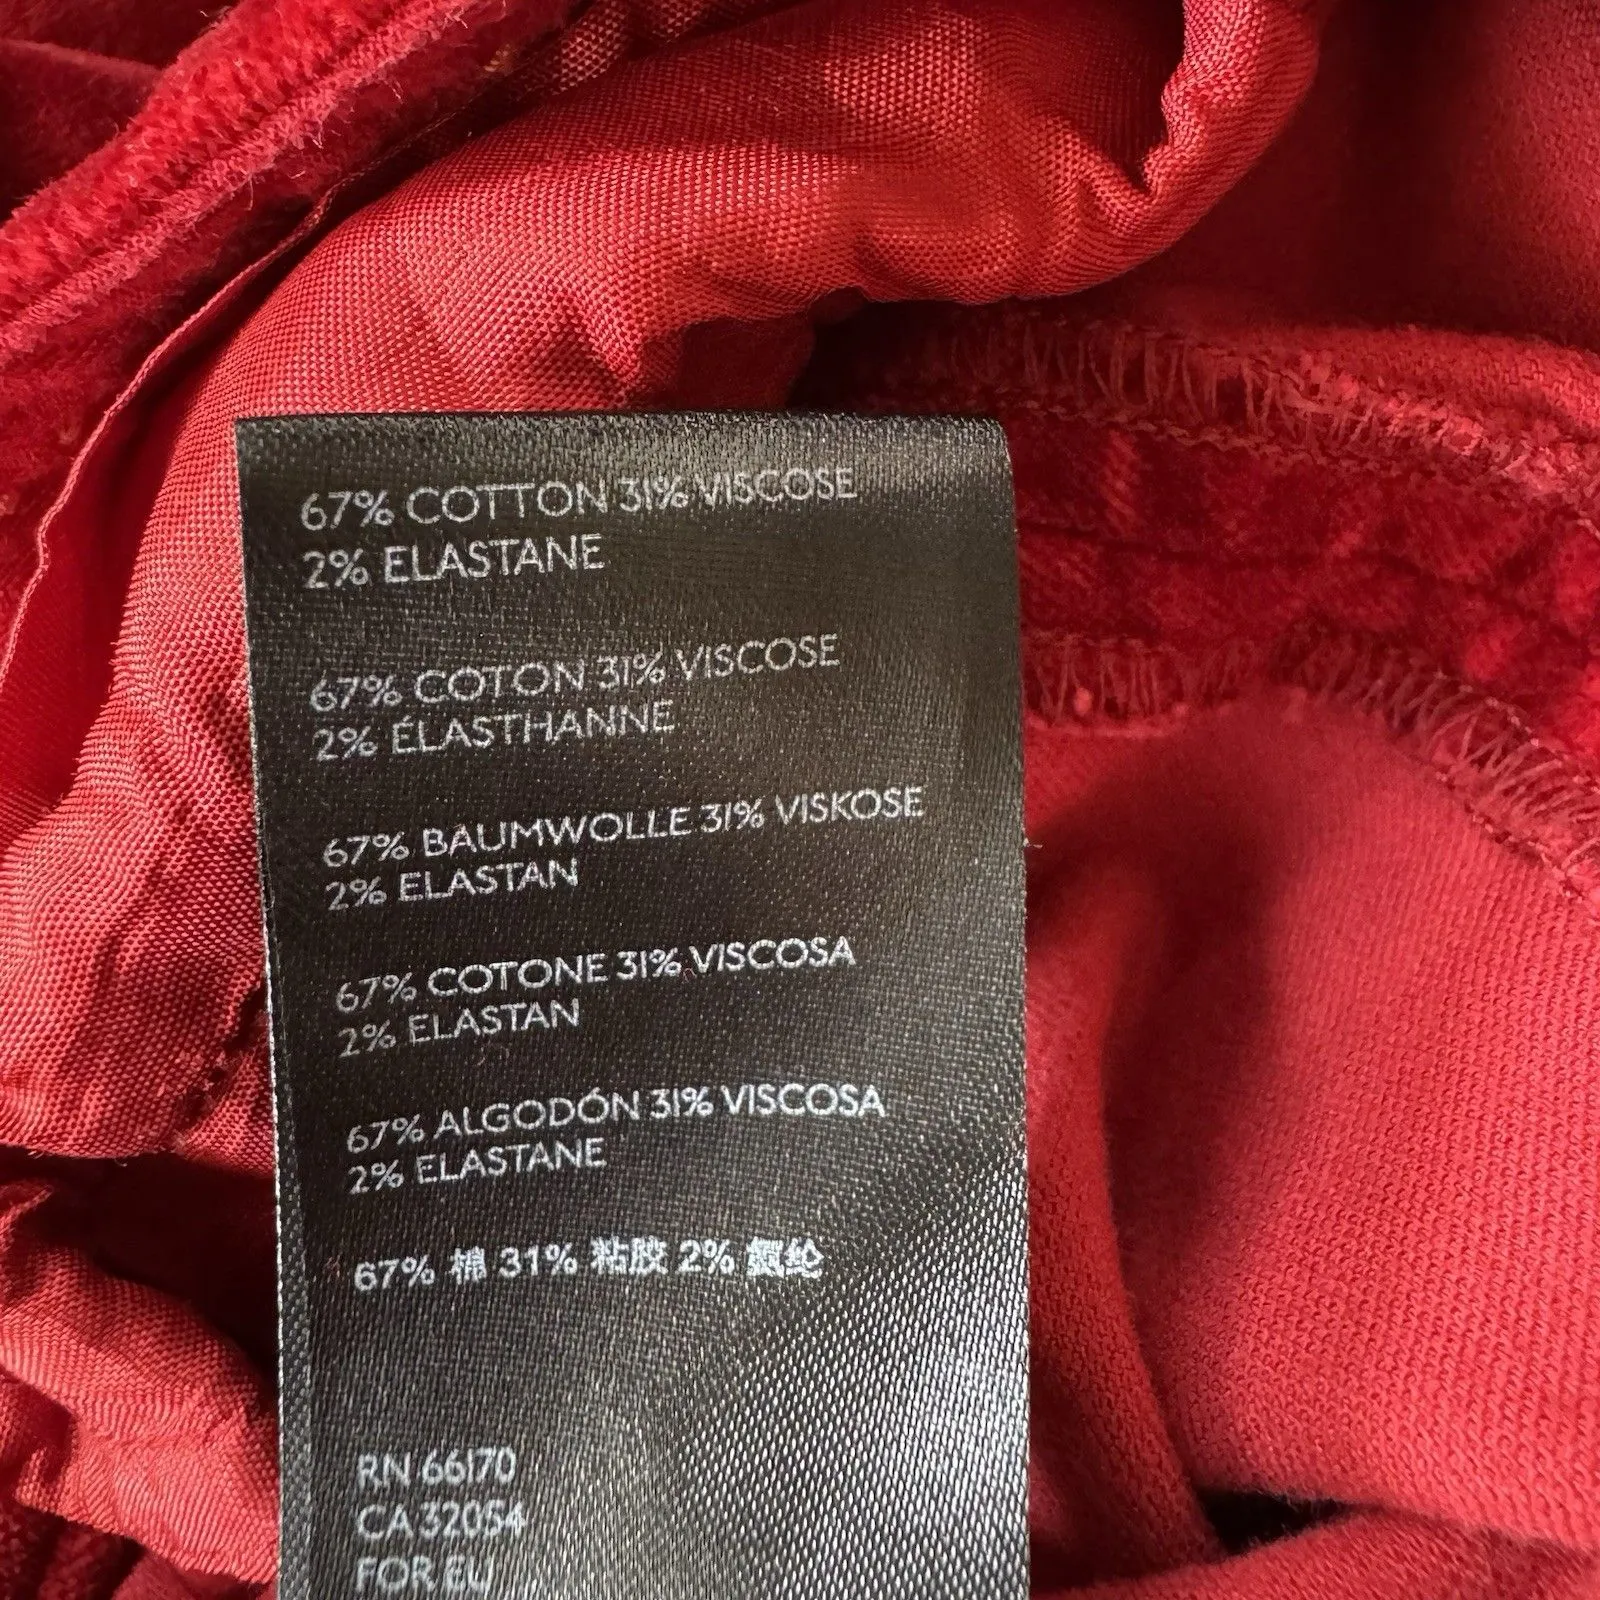 67% COTTON 31% VISCOSE
2% ELASTANE
67% COTON 31% VISCOSE
2% ÉLASTHANNE
67% BAUMWOLLE 31% VISKOSE
2% ELASTAN
67% COTONE 31% VISCOSA
2% ELASTAN
67% ALGODÓN 31% VISCOSA
2% ELASTANE
67% 棉 31% 粘胶 2% 氨纶
RN 66170
CA 32054
FOR EU